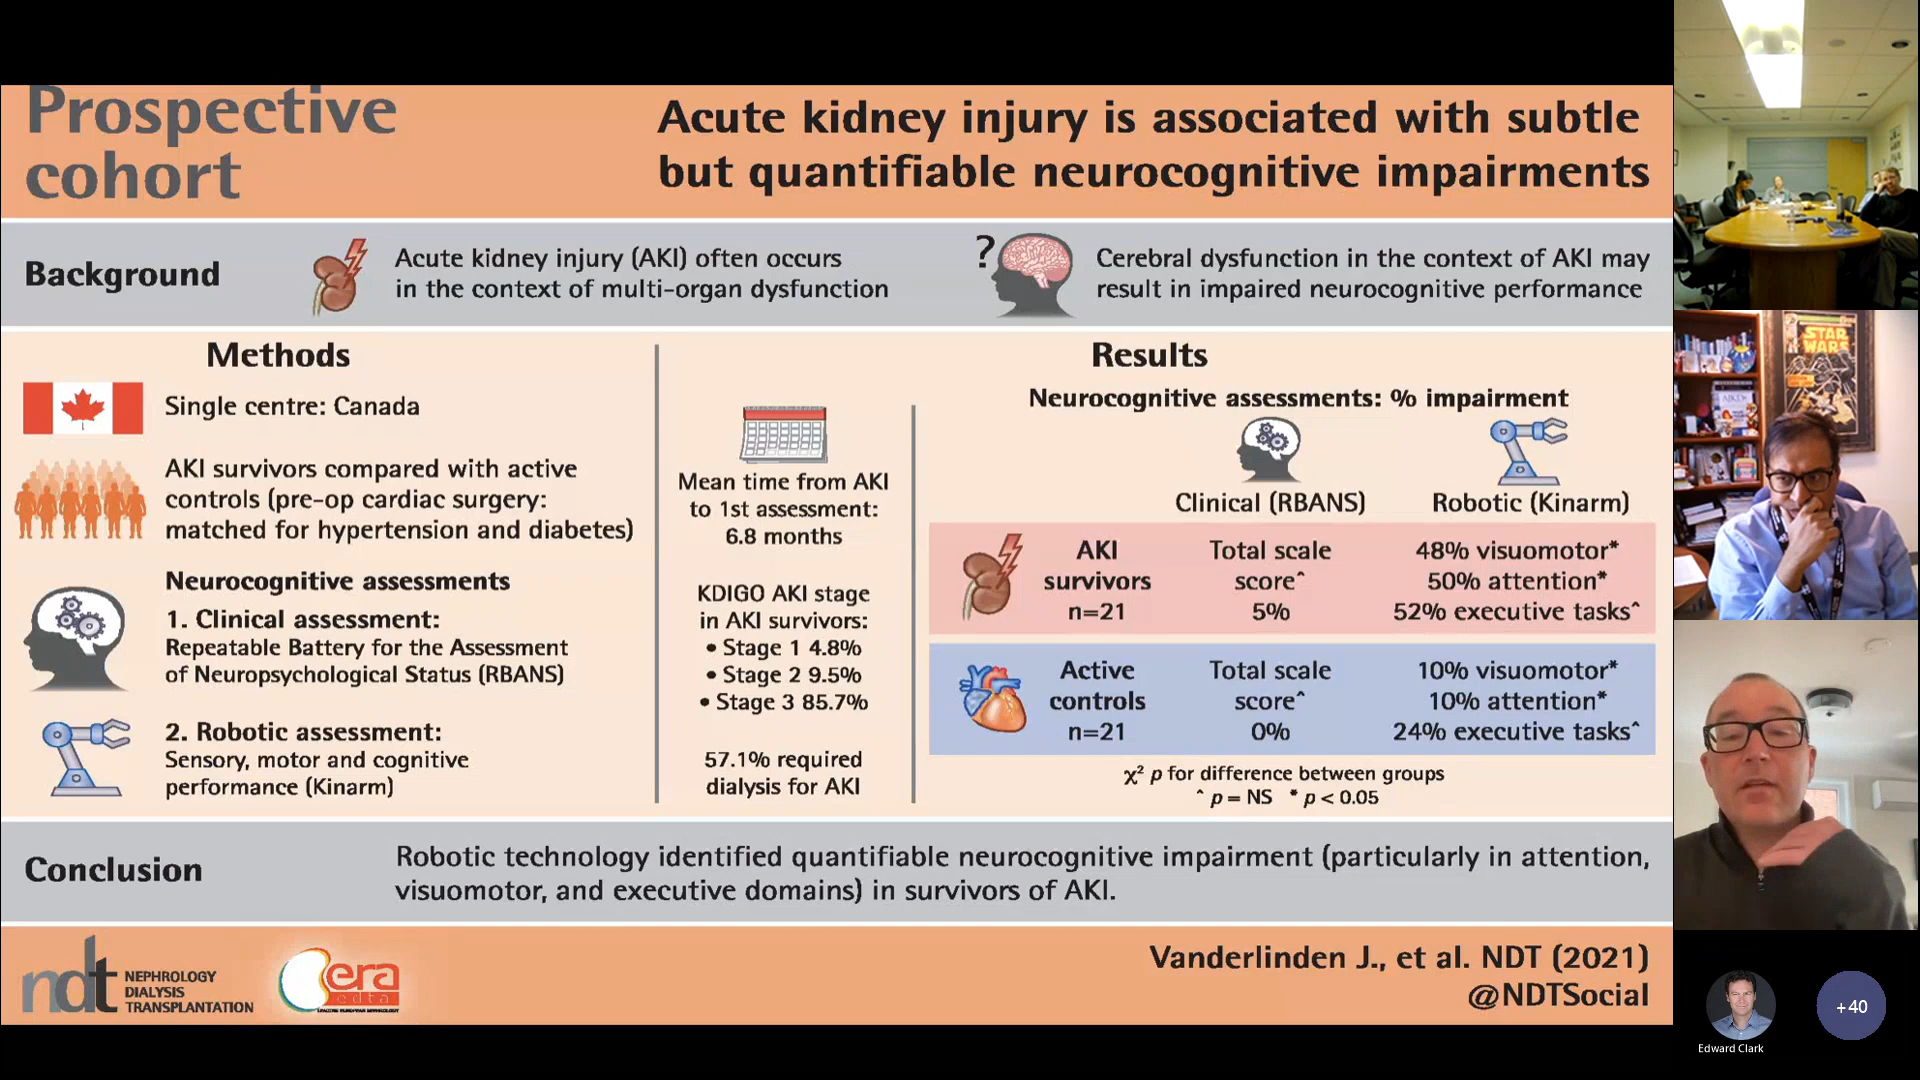 Prospective
cohort
Acute kidney injury is associated with subtle
but quantifiable neurocognitive impairments
Background
Acute kidney injury (AKI) often occurs
in the context of multi-organ dysfunction
?
Cerebral dysfunction in the context of AKI may
result in impaired neurocognitive performance
Methods
Single centre: Canada
AKI survivors compared with active
controls (pre-op cardiac surgery:
matched for hypertension and diabetes)
Neurocognitive assessments
1. Clinical assessment:
Repeatable Battery for the Assessment
of Neuropsychological Status (RBANS)
2. Robotic assessment:
Sensory, motor and cognitive
performance (Kinarm)
Mean time from AKI
to 1st assessment:
6.8 months
KDIGO AKI stage
in AKI survivors:
• Stage 1 4.8%
• Stage 2 9.5%
• Stage 3 85.7%
57.1% required
dialysis for AKI
Results
Neurocognitive assessments: % impairment
Clinical (RBANS)
Robotic (Kinarm)
AKI
survivors
n=21
Total scale
score^
5%
48% visuomotor*
50% attention*
52% executive tasks^
Active
controls
n=21
Total scale
score^
0%
10% visuomotor*
10% attention*
24% executive tasks^
χ² p for difference between groups
^ p = NS * p < 0.05
Conclusion
Robotic technology identified quantifiable neurocognitive impairment (particularly in attention,
visuomotor, and executive domains) in survivors of AKI.
ndt NEPHROLOGY
DIALYSIS
TRANSPLANTATION
era
edta
Vanderlinden J., et al. NDT (2021)
@NDTSocial
STAR
WARS
AJKD
Edward Clark
+40